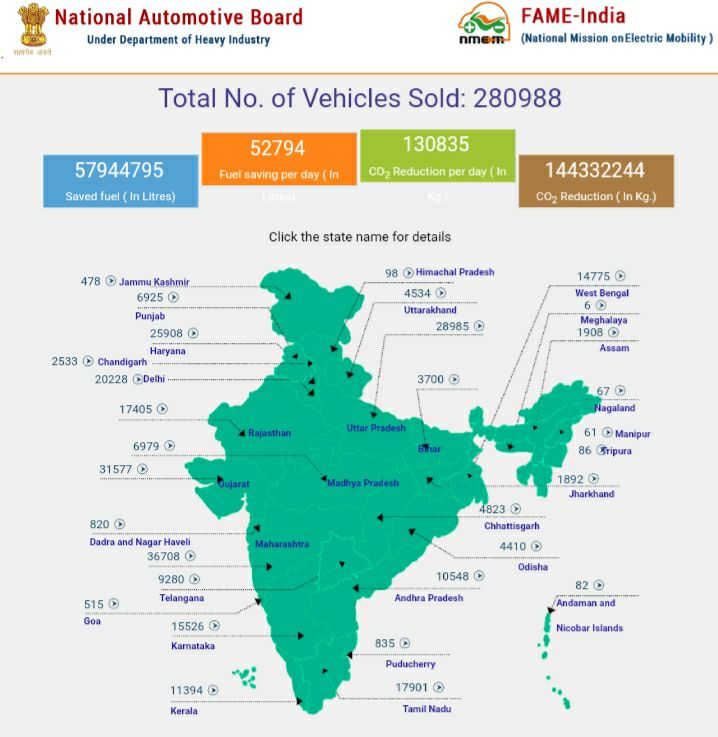 National Automotive Board
Under Department of Heavy Industry
सत्यमेव जयते
FAME-India
nmem
(National Mission on Electric Mobility )
Total No. of Vehicles Sold: 280988
57944795
Saved fuel ( In Litres)
52794
Fuel saving per day ( In
Litres)
130835
CO₂ Reduction per day ( In
Kg.)
144332244
CO₂ Reduction ( In Kg.)
Click the state name for details
478 Jammu Kashmir
6925
Punjab
25908
Haryana
2533 Chandigarh
20228 Delhi
17405
Rajasthan
6979
Madhya Pradesh
31577
Gujarat
820
Dadra and Nagar Haveli
36708
Maharashtra
9280
Telangana
515
Goa
15526
Karnataka
11394
Kerala
98 Himachal Pradesh
4534
Uttarakhand
28985
Uttar Pradesh
3700
Bihar
14775
West Bengal
6
Meghalaya
1908
Assam
67
Nagaland
61 Manipur
86 Tripura
1892
Jharkhand
4823
Chhattisgarh
4410
Odisha
10548
Andhra Pradesh
82
Andaman and
Nicobar Islands
835
Puducherry
17901
Tamil Nadu